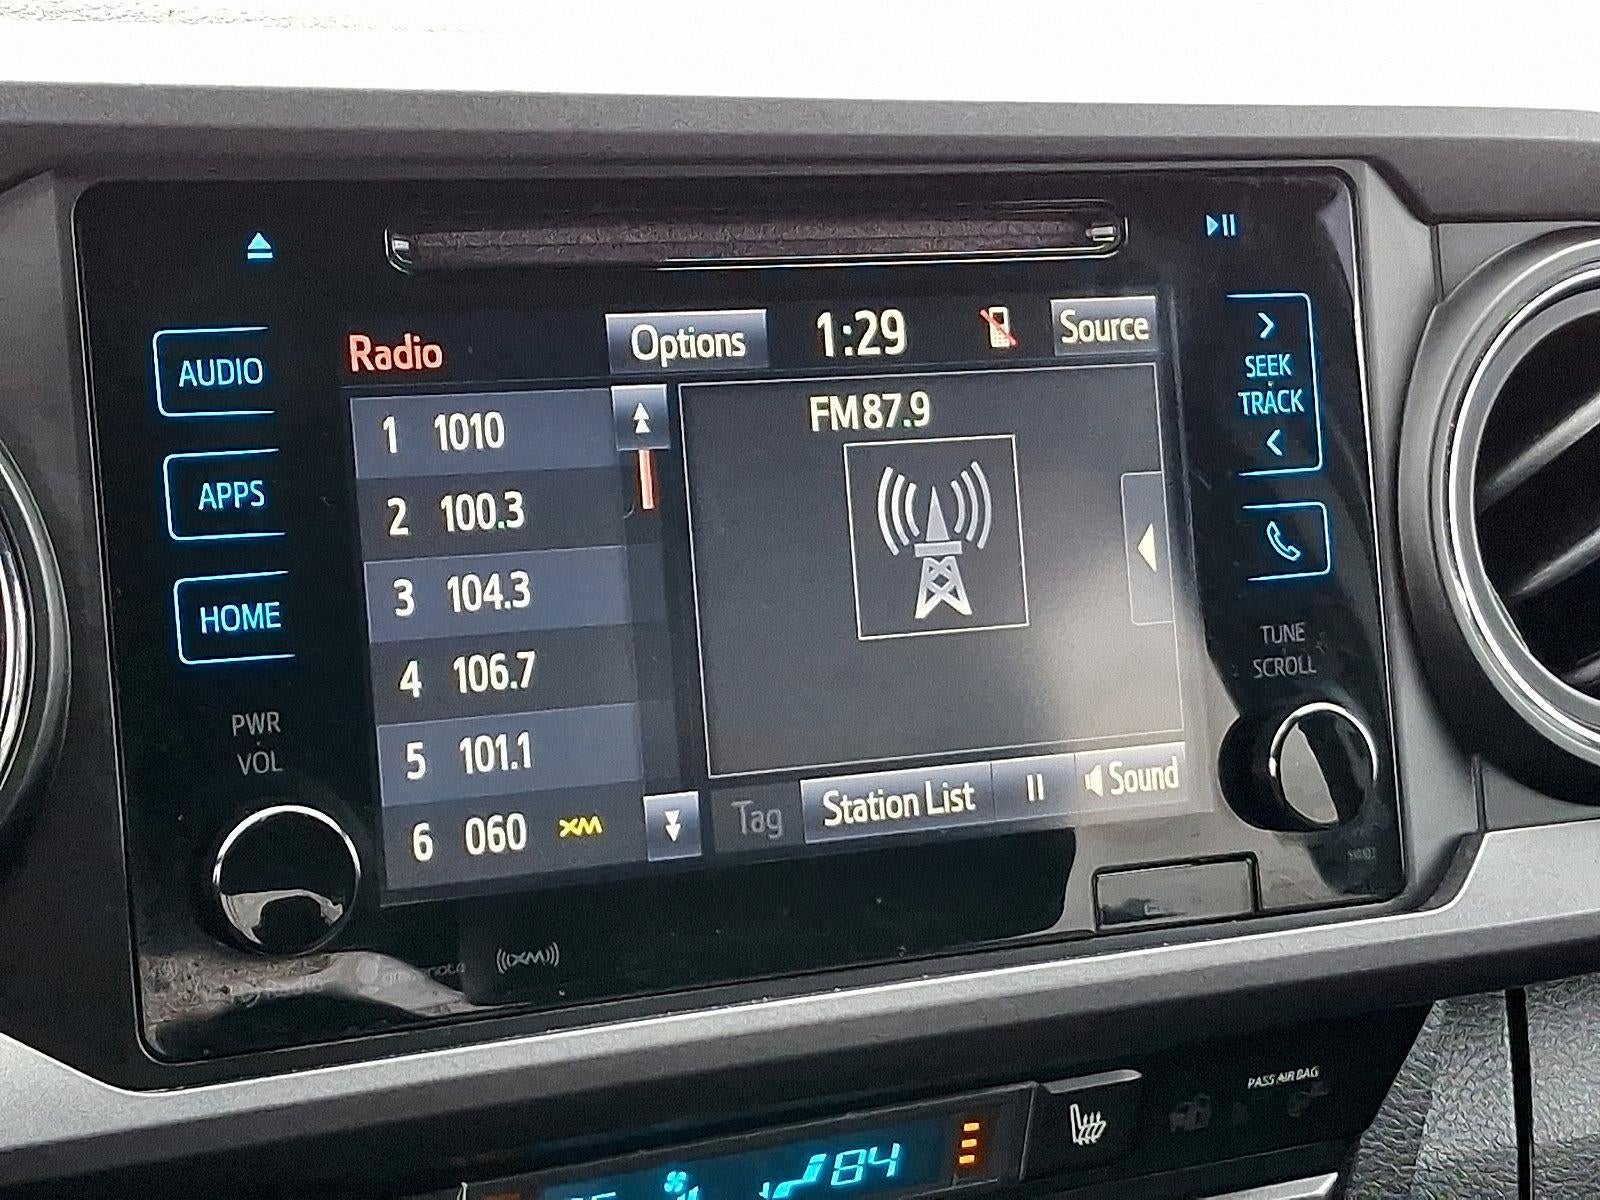 AUDIO
APPS
HOME
PWR
VOL
Radio
Options
1:29
Source
1 1010
2 100.3
3 104.3
4 106.7
5 101.1
6 060 XM
FM87.9
Tag
Station List
Sound
SEEK
TRACK
TUNE
SCROLL
XM
PASS AIR BAG
84